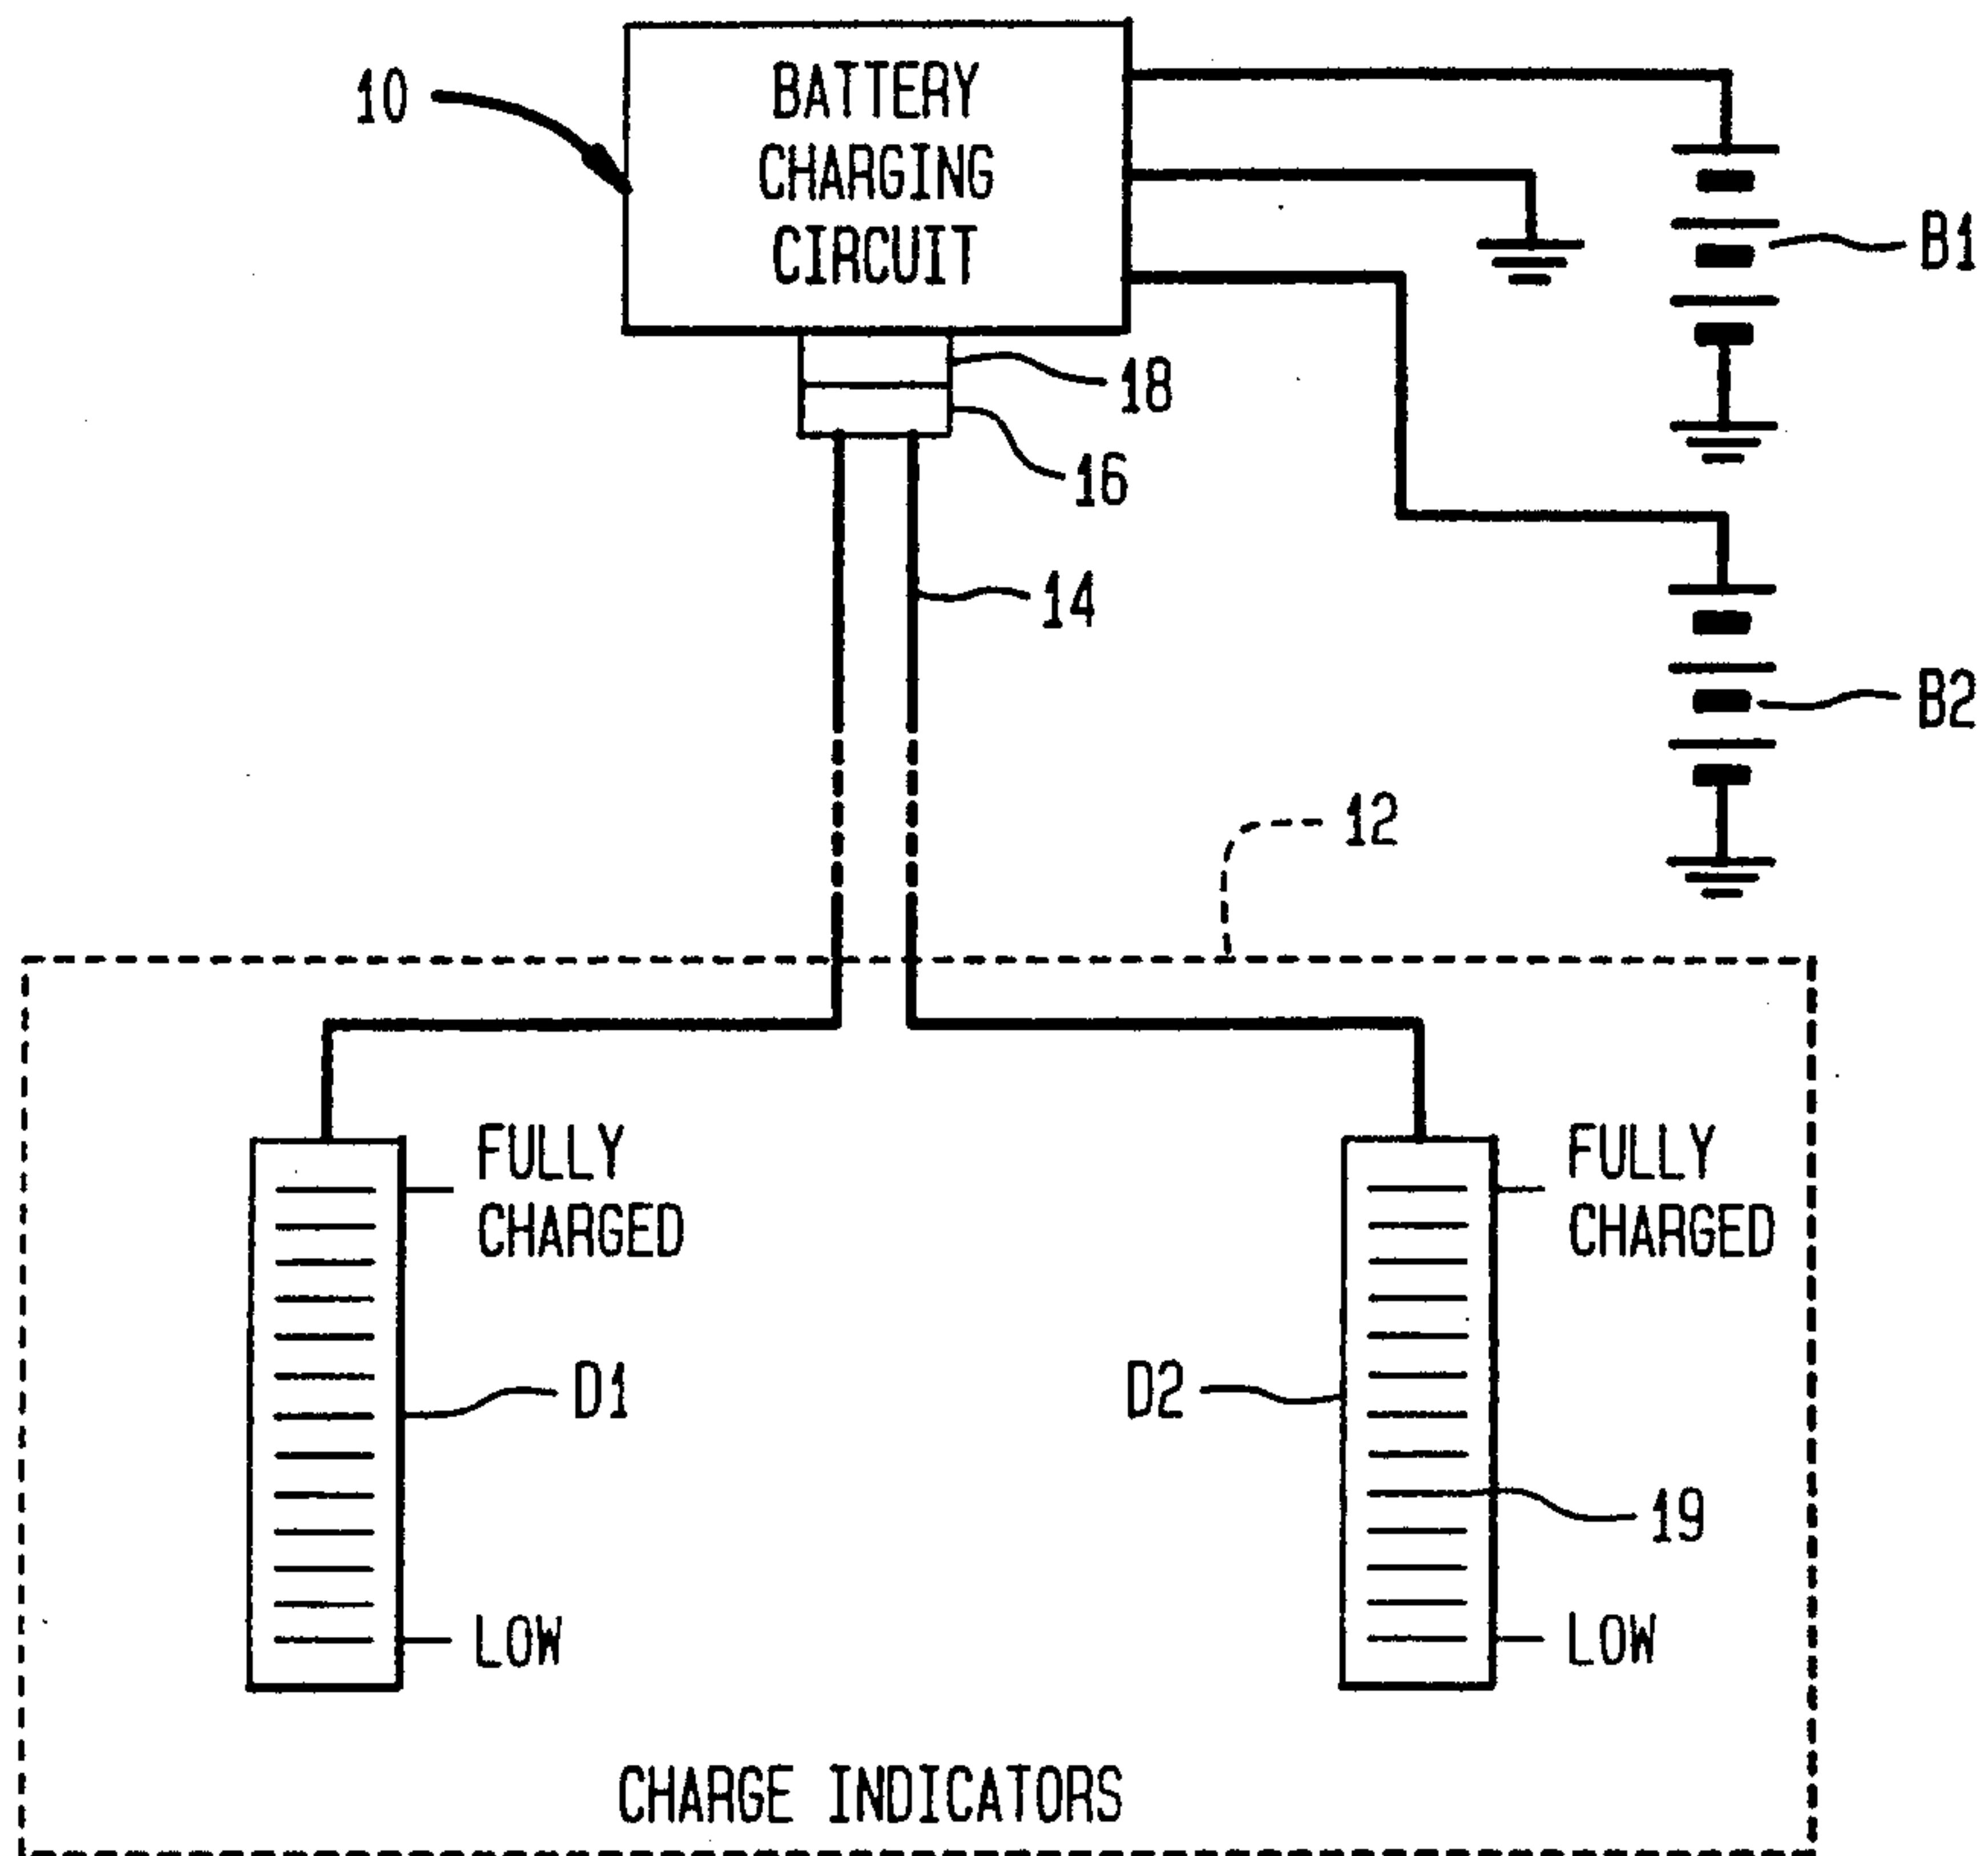 BATTERY
CHARGING
CIRCUIT
10
B1
18
16
14
B2
12
FULLY
CHARGED
FULLY
CHARGED
D1
D2
19
LOW
LOW
CHARGE INDICATORS